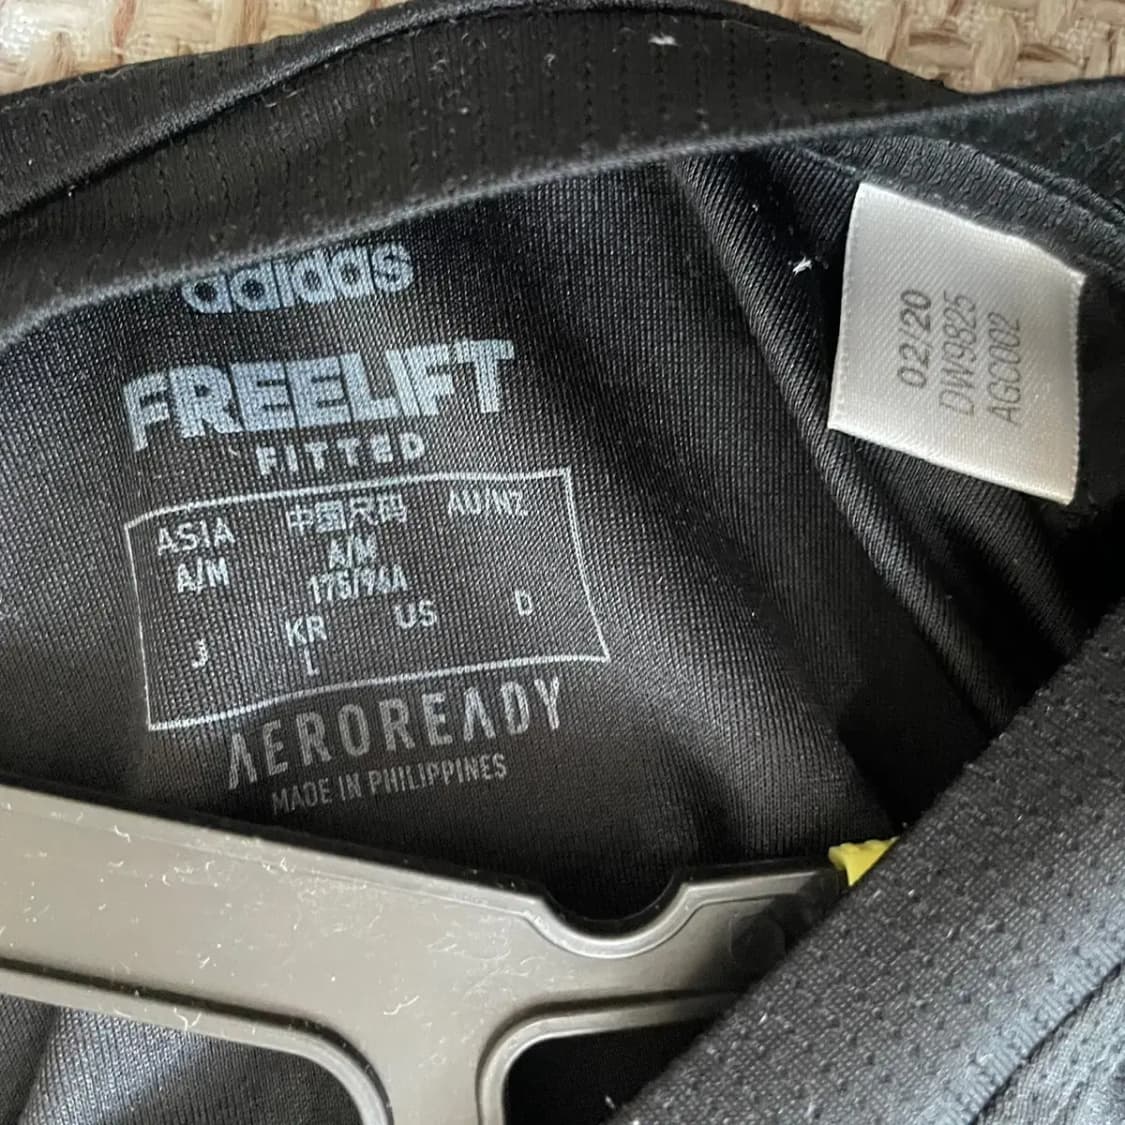 adidas
FREELIFT
FITTED
ASIA 中国尺码 AU/NZ
A/M A/M
175/96A
J KR US D
L
AEROREADY
MADE IN PHILIPPINES
02/20
DW9825
AGC002